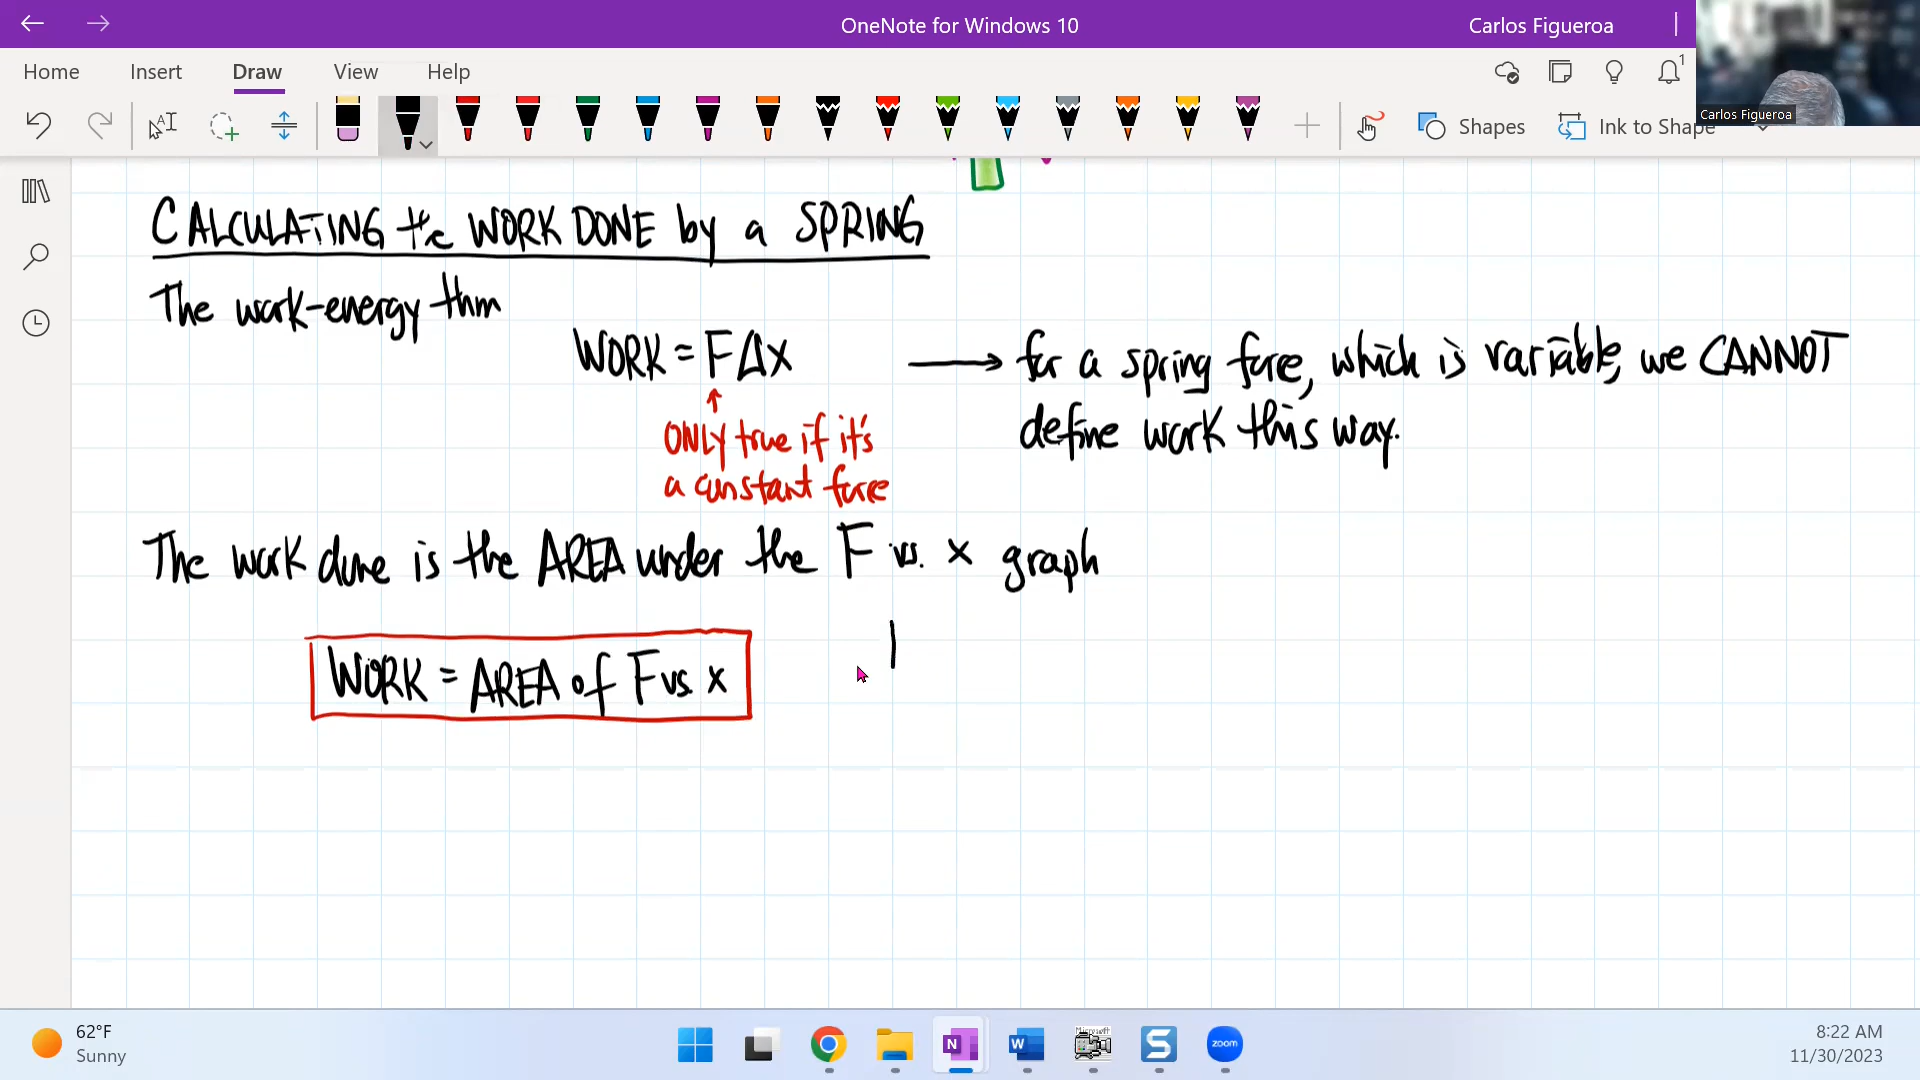 OneNote for Windows 10
Carlos Figueroa
Home Insert Draw View Help
1
Carlos Figueroa
Shapes
Ink to Shape
CALCULATING the WORK DONE by a SPRING
The work-energy thm
WORK = FΔx → for a spring force, which is variable, we CANNOT
define work this way.
↑
ONLY true if it's
a constant force
The work done is the AREA under the F vs. x graph
WORK = AREA of F vs. x
62°F
Sunny
Microsoft
zoom
8:22 AM
11/30/2023